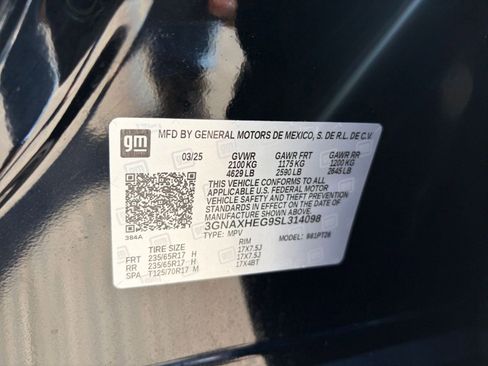 gm
MFD BY GENERAL MOTORS DE MEXICO, S. DE R.L. DE C.V.
03/25 GVWR GAWR FRT GAWR RR
2100 KG 1175 KG 1200 KG
4629 LB 2590 LB 2645 LB
THIS VEHICLE CONFORMS TO ALL
APPLICABLE U.S. FEDERAL MOTOR
VEHICLE SAFETY AND THEFT PREVENTION
STANDARDS IN EFFECT ON THE DATE
OF MANUFACTURE SHOWN ABOVE.
3GNAXHEG9SL314098
384A
TYPE: MPV MODEL:
TIRE SIZE RIM
FRT 235/65R17 H 17X7.5J
RR 235/65R17 H 17X7.5J
SPA T125/70R17 M 17X4BT